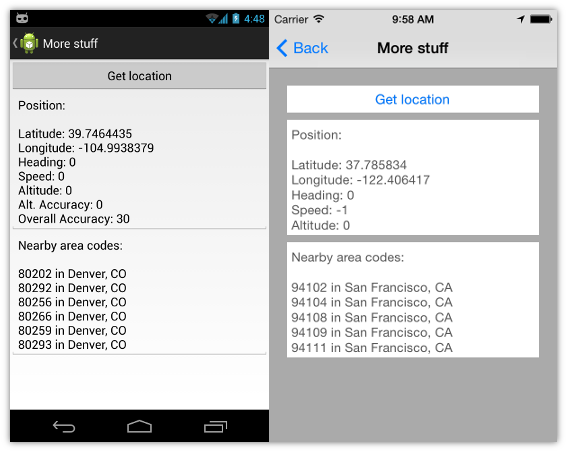 4:48
More stuff
Get location
Position:
Latitude: 39.7464435
Longitude: -104.9938379
Heading: 0
Speed: 0
Altitude: 0
Alt. Accuracy: 0
Overall Accuracy: 30
Nearby area codes:
80202 in Denver, CO
80292 in Denver, CO
80256 in Denver, CO
80266 in Denver, CO
80259 in Denver, CO
80293 in Denver, CO
Carrier 9:58 AM
Back More stuff
Get location
Position:
Latitude: 37.785834
Longitude: -122.406417
Heading: 0
Speed: -1
Altitude: 0
Nearby area codes:
94102 in San Francisco, CA
94104 in San Francisco, CA
94108 in San Francisco, CA
94109 in San Francisco, CA
94111 in San Francisco, CA